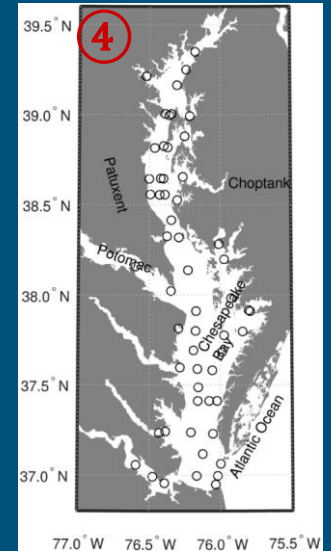 4
39.5° N
39.0° N
Patuxent
Choptank
38.5° N
Potomac
38.0° N
Chesapeake
Bay
37.5° N
Atlantic Ocean
37.0° N
77.0° W 76.5° W 76.0° W 75.5° W